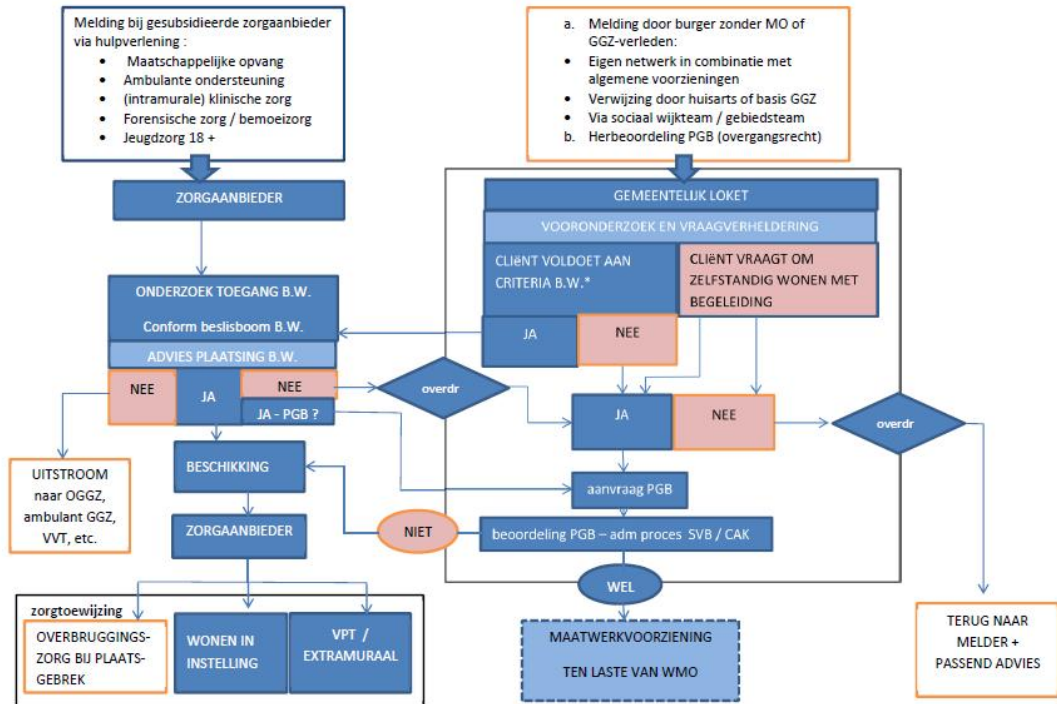 Melding bij gesubsidieerde zorgaanbieder
via hulpverlening :
• Maatschappelijke opvang
• Ambulante ondersteuning
• (intramurale) klinische zorg
• Forensische zorg / bemoeizorg
• Jeugdzorg 18 +
a. Melding door burger zonder MO of
GGZ-verleden:
• Eigen netwerk in combinatie met
algemene voorzieningen
• Verwijzing door huisarts of basis GGZ
• Via sociaal wijkteam / gebiedsteam
b. Herbeoordeling PGB (overgangsrecht)
ZORGAANBIEDER
GEMEENTELIJK LOKET
VOORONDERZOEK EN VRAAGVERHELDERING
CLIËNT VOLDOET AAN
CRITERIA B.W.*
CLIËNT VRAAGT OM
ZELFSTANDIG WONEN MET
BEGELEIDING
JA
NEE
ONDERZOEK TOEGANG B.W.
Conform beslisboom B.W.
ADVIES PLAATSING B.W.
NEE
JA
NEE
JA - PGB ?
overdr
JA
NEE
overdr
UITSTROOM
naar OGGZ,
ambulant GGZ,
VVT, etc.
BESCHIKKING
aanvraag PGB
ZORGAANBIEDER
NIET
beoordeling PGB – adm proces SVB / CAK
WEL
zorgtoewijzing
OVERBRUGGINGS-
ZORG BIJ PLAATS-
GEBREK
WONEN IN
INSTELLING
VPT /
EXTRAMURAAL
MAATWERKVOORZIENING
TEN LASTE VAN WMO
TERUG NAAR
MELDER +
PASSEND ADVIES